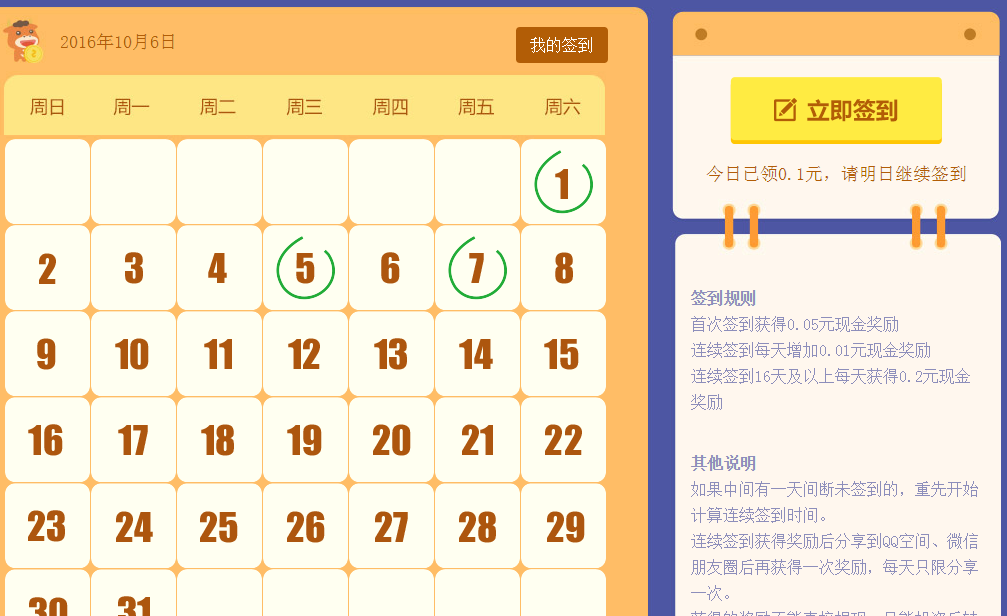 2016年10月6日
我的签到
周日 周一 周二 周三 周四 周五 周六
1
2 3 4 5 6 7 8
9 10 11 12 13 14 15
16 17 18 19 20 21 22
23 24 25 26 27 28 29
30 31
立即签到
今日已领0.1元，请明日继续签到
签到规则
首次签到获得0.05元现金奖励
连续签到每天增加0.01元现金奖励
连续签到16天及以上每天获得0.2元现金
奖励
其他说明
如果中间有一天间断未签到的，重先开始
计算连续签到时间。
连续签到获得奖励后分享到QQ空间、微信
朋友圈后再获得一次奖励，每天只限分享
一次。